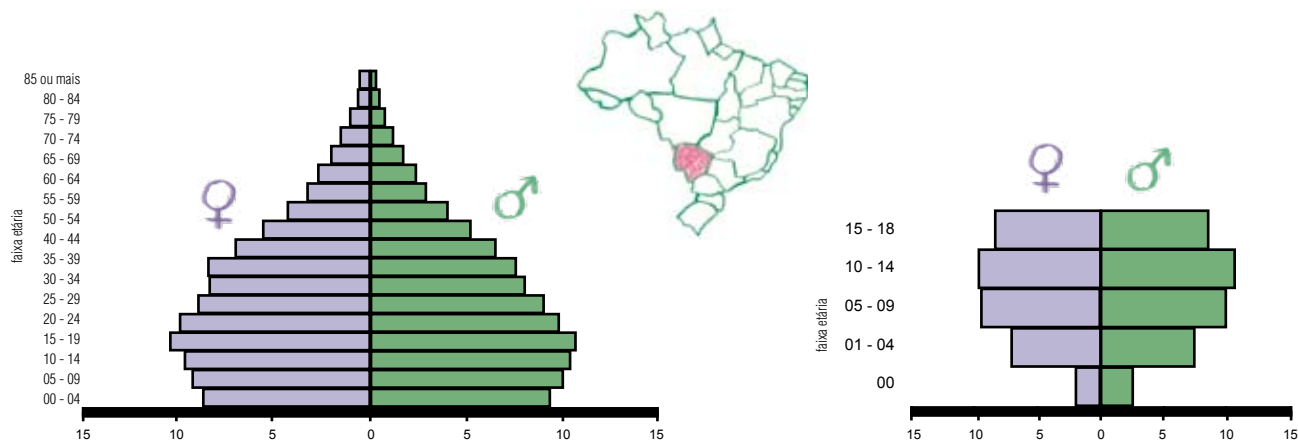 85 ou mais
80 - 84
75 - 79
70 - 74
65 - 69
60 - 64
55 - 59
50 - 54
40 - 44
35 - 39
30 - 34
25 - 29
20 - 24
15 - 19
10 - 14
05 - 09
00 - 04
faixa etária
15 10 5 0 5 10 15
15 - 18
10 - 14
05 - 09
01 - 04
00
faixa etária
15 10 5 0 5 10 15